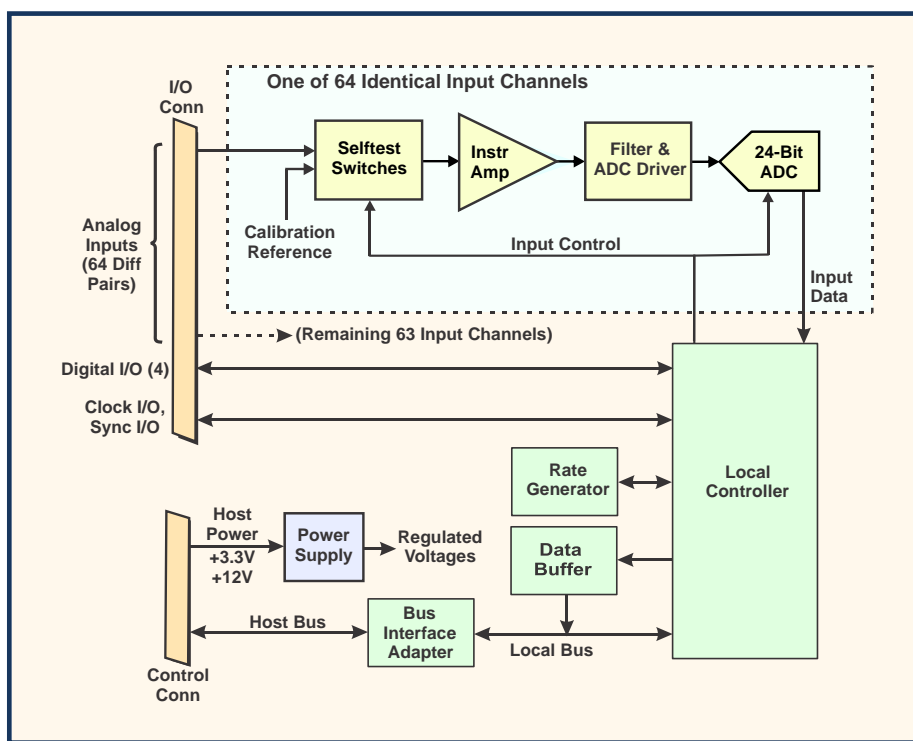 One of 64 Identical Input Channels
I/O
Conn
Selftest
Switches
Instr
Amp
Filter &
ADC Driver
24-Bit
ADC
Analog
Inputs
(64 Diff
Pairs)
Calibration
Reference
Input Control
Input
Data
(Remaining 63 Input Channels)
Digital I/O (4)
Clock I/O,
Sync I/O
Rate
Generator
Local
Controller
Host
Power
+3.3V
+12V
Power
Supply
Regulated
Voltages
Data
Buffer
Host Bus
Bus
Interface
Adapter
Local Bus
Control
Conn